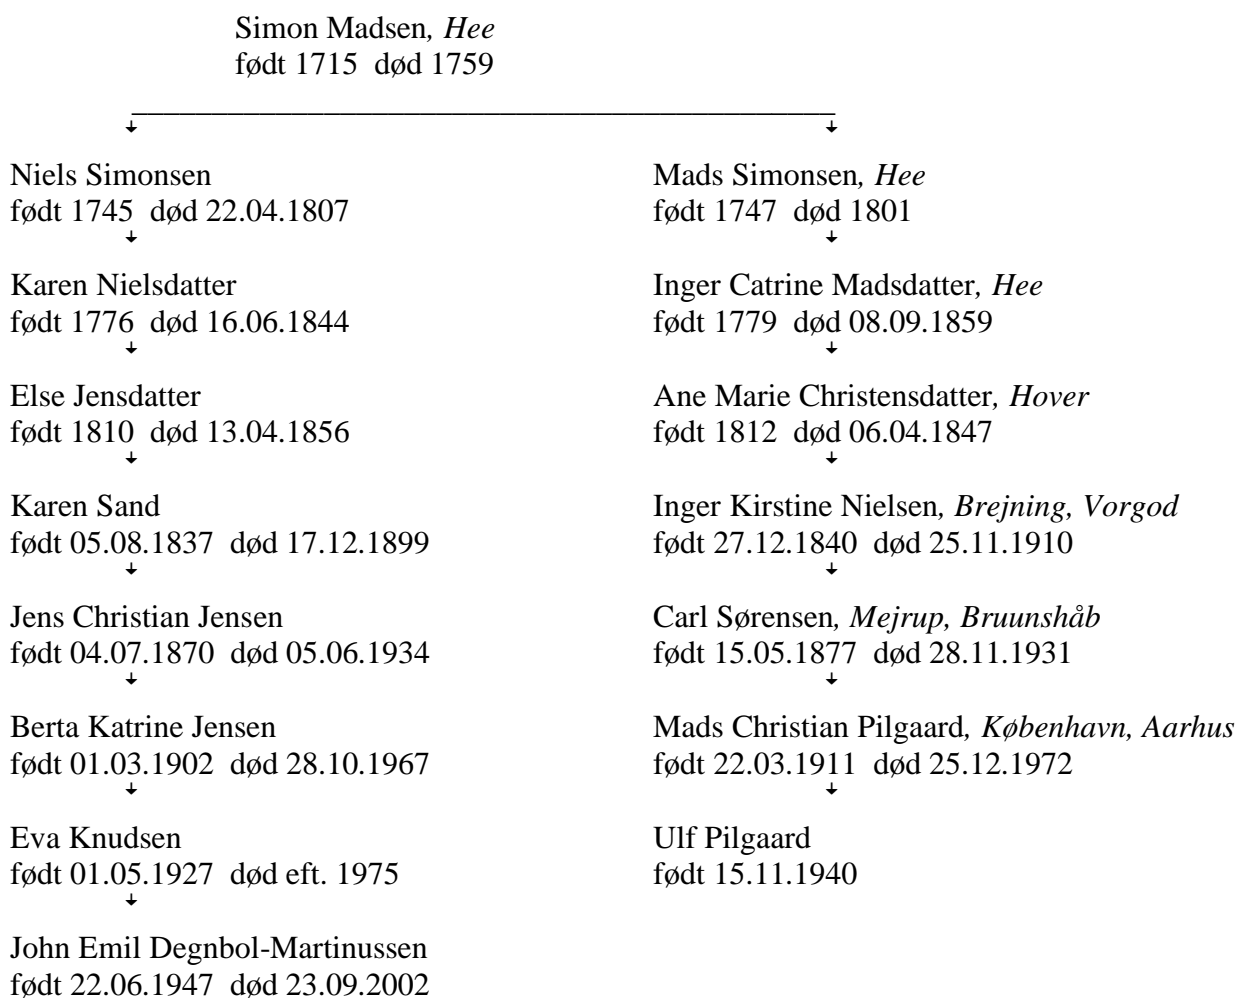 Simon Madsen, Hee
født 1715 død 1759
Niels Simonsen
født 1745 død 22.04.1807
Mads Simonsen, Hee
født 1747 død 1801
Karen Nielsdatter
født 1776 død 16.06.1844
Inger Catrine Madsdatter, Hee
født 1779 død 08.09.1859
Else Jensdatter
født 1810 død 13.04.1856
Ane Marie Christensdatter, Hover
født 1812 død 06.04.1847
Karen Sand
født 05.08.1837 død 17.12.1899
Inger Kirstine Nielsen, Brejning, Vorgod
født 27.12.1840 død 25.11.1910
Jens Christian Jensen
født 04.07.1870 død 05.06.1934
Carl Sørensen, Mejrup, Bruunshåb
født 15.05.1877 død 28.11.1931
Berta Katrine Jensen
født 01.03.1902 død 28.10.1967
Mads Christian Pilgaard, København, Aarhus
født 22.03.1911 død 25.12.1972
Eva Knudsen
født 01.05.1927 død eft. 1975
Ulf Pilgaard
født 15.11.1940
John Emil Degnbol-Martinussen
født 22.06.1947 død 23.09.2002